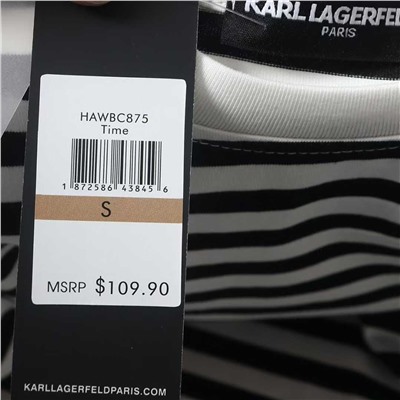 KARL LAGERFELD
PARIS
HAWBC875
Time
1 872586 43845 6
S
MSRP $109.90
KARLLAGERFELDPARIS.COM